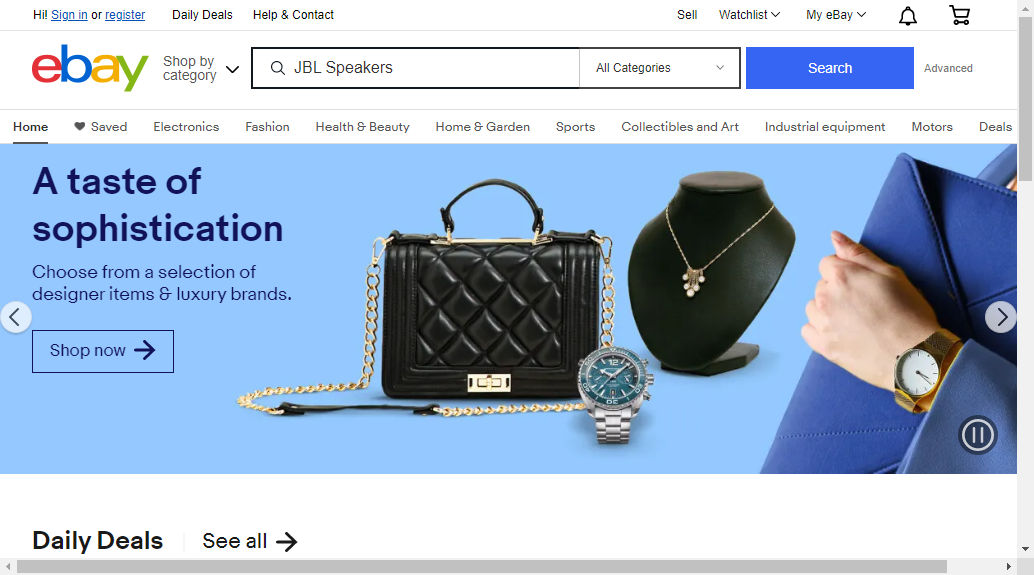 Hi! Sign in or register Daily Deals Help & Contact Sell Watchlist My eBay
ebay
Shop by
category
JBL Speakers
All Categories
Search
Advanced
Home Saved Electronics Fashion Health & Beauty Home & Garden Sports Collectibles and Art Industrial equipment Motors Deals
A taste of
sophistication
Choose from a selection of
designer items & luxury brands.
Shop now
Daily Deals See all